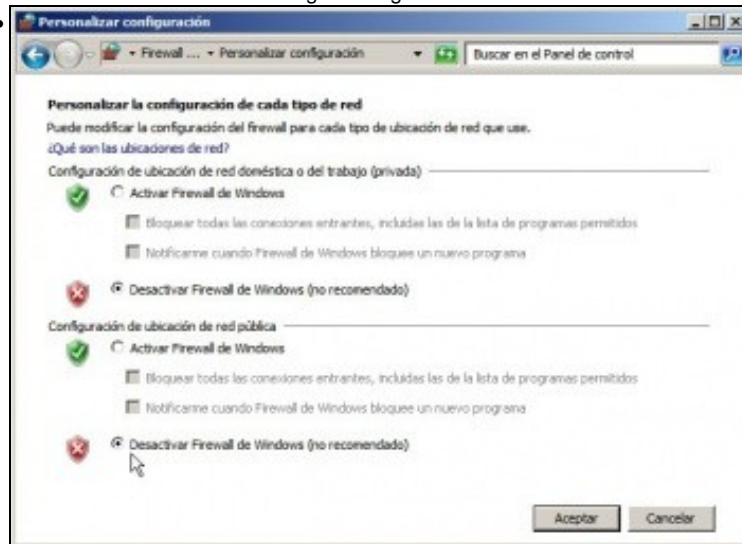 Personalizar configuración
Firewall ... Personalizar configuración
Buscar en el Panel de control
Personalizar la configuración de cada tipo de red
Puede modificar la configuración del firewall para cada tipo de ubicación de red que use.
¿Qué son las ubicaciones de red?
Configuración de ubicación de red doméstica o del trabajo (privada)
Activar Firewall de Windows
Bloquear todas las conexiones entrantes, incluidas las de la lista de programas permitidos
Notificarme cuando Firewall de Windows bloquee un nuevo programa
Desactivar Firewall de Windows (no recomendado)
Configuración de ubicación de red pública
Activar Firewall de Windows
Bloquear todas las conexiones entrantes, incluidas las de la lista de programas permitidos
Notificarme cuando Firewall de Windows bloquee un nuevo programa
Desactivar Firewall de Windows (no recomendado)
Aceptar Cancelar